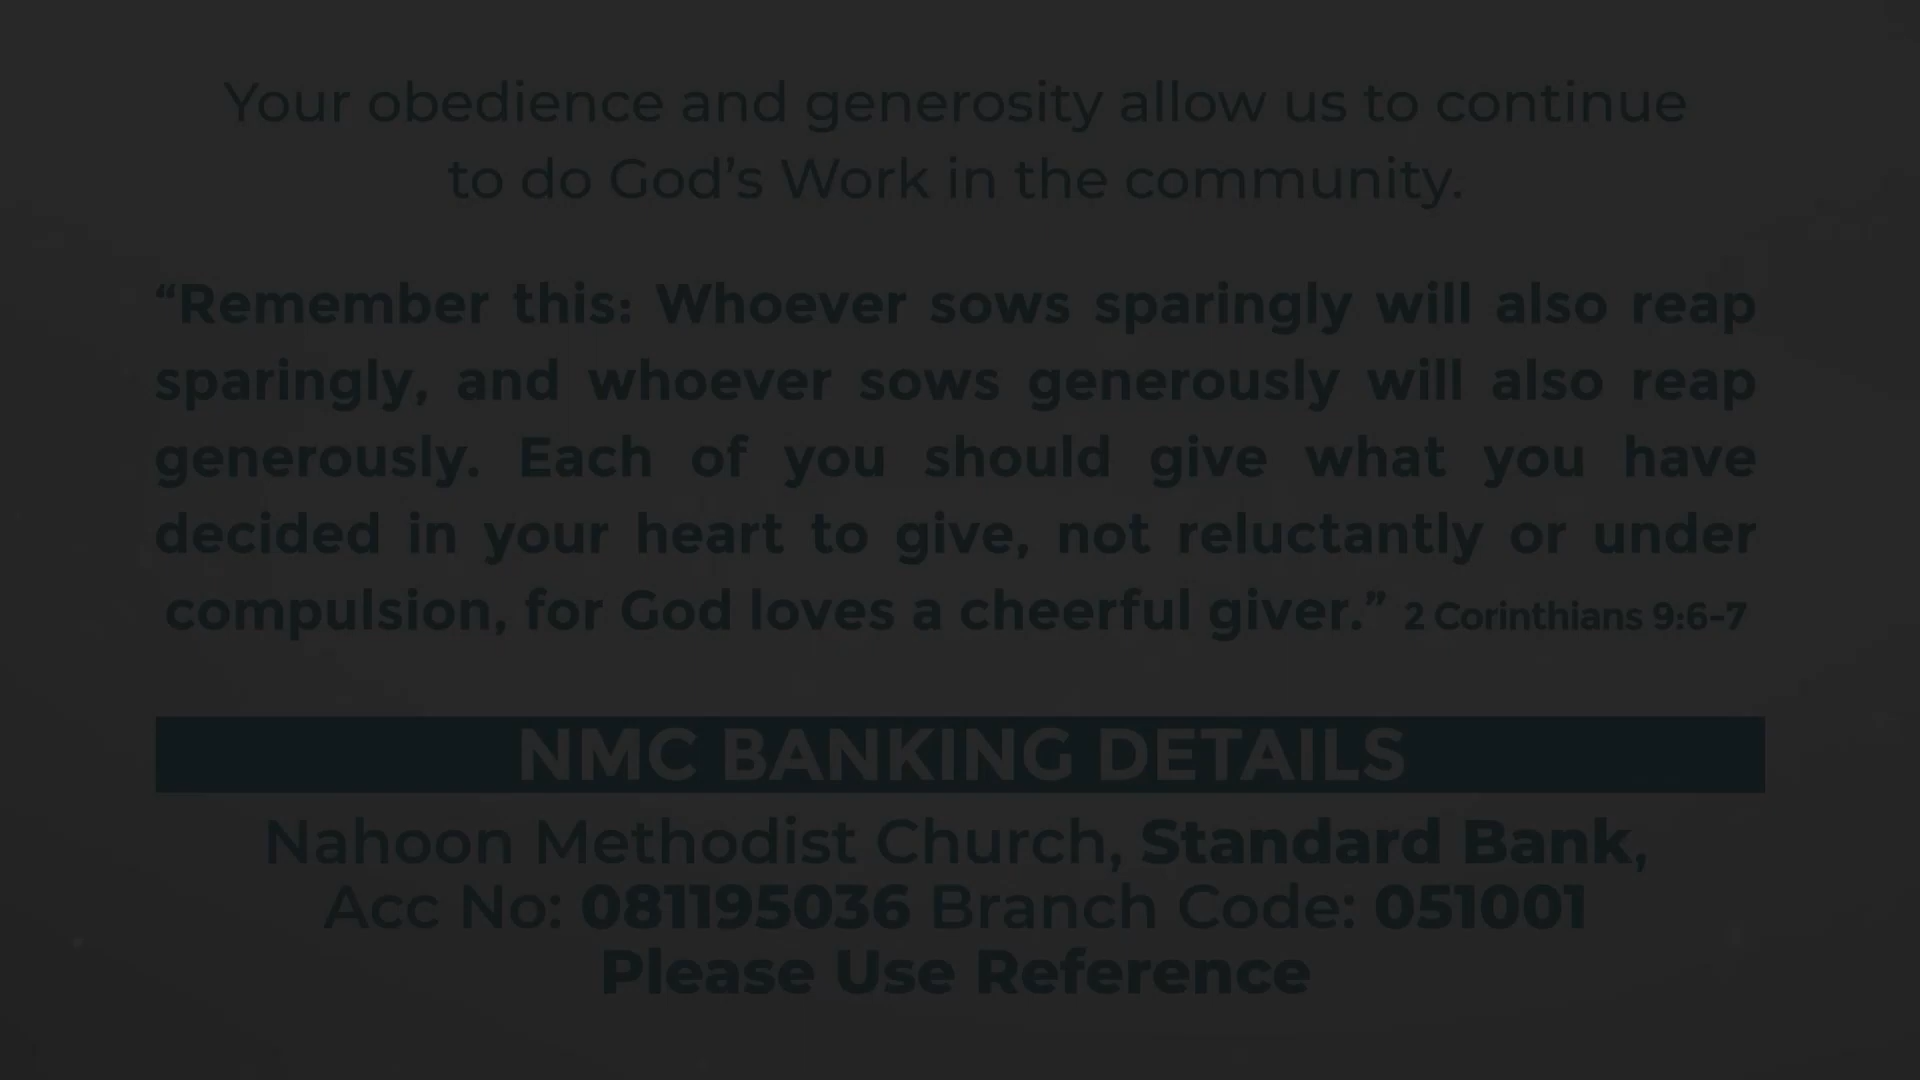 Your obedience and generosity allow us to continue
to do God’s Work in the community.
“Remember this: Whoever sows sparingly will also reap
sparingly, and whoever sows generously will also reap
generously. Each of you should give what you have
decided in your heart to give, not reluctantly or under
compulsion, for God loves a cheerful giver.” 2 Corinthians 9:6-7
NMC BANKING DETAILS
Nahoon Methodist Church, Standard Bank,
Acc No: 081195036 Branch Code: 051001
Please Use Reference